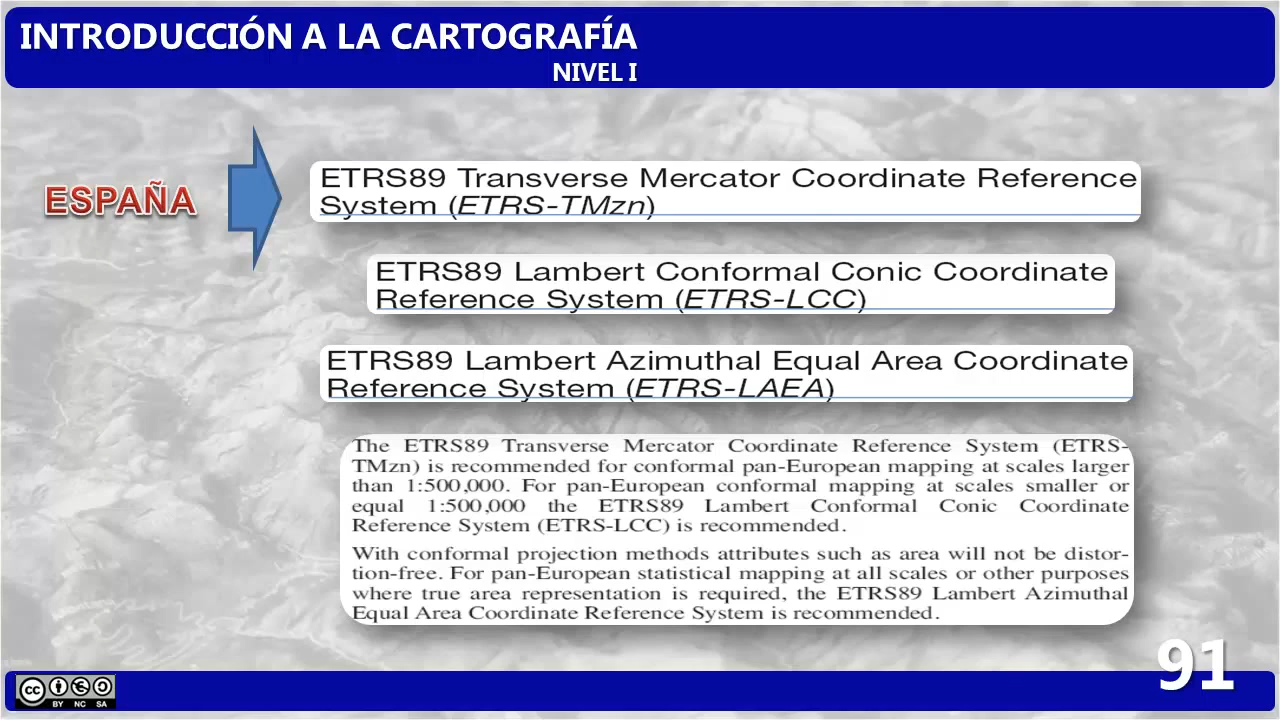 INTRODUCCIÓN A LA CARTOGRAFÍA
NIVEL I
ESPAÑA
ETRS89 Transverse Mercator Coordinate Reference
System (ETRS-TMzn)
ETRS89 Lambert Conformal Conic Coordinate
Reference System (ETRS-LCC)
ETRS89 Lambert Azimuthal Equal Area Coordinate
Reference System (ETRS-LAEA)
The ETRS89 Transverse Mercator Coordinate Reference System (ETRS-
TMzn) is recommended for conformal pan-European mapping at scales larger
than 1:500,000. For pan-European conformal mapping at scales smaller or
equal 1:500,000 the ETRS89 Lambert Conformal Conic Coordinate
Reference System (ETRS-LCC) is recommended.
With conformal projection methods attributes such as area will not be distor-
tion-free. For pan-European statistical mapping at all scales or other purposes
where true area representation is required, the ETRS89 Lambert Azimuthal
Equal Area Coordinate Reference System is recommended.
91
cc BY NC SA